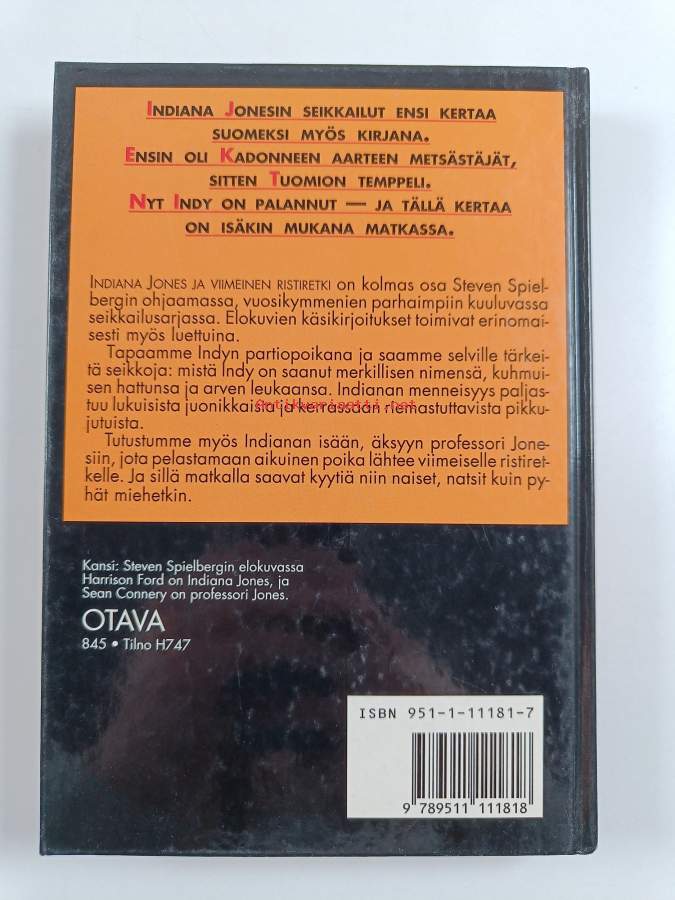 INDIANA JONESIN SEIKKAILUT ENSI KERTAA
SUOMEKSI MYÖS KIRJANA.
ENSIN OLI KADONNEEN AARTEEN METSÄSTÄJÄT,
SITTEN TUOMION TEMPPELI.
NYT INDY ON PALANNUT — JA TÄLLÄ KERTAA
ON ISÄKIN MUKANA MATKASSA.
INDIANA JONES JA VIIMEINEN RISTIRETKI on kolmas osa Steven Spiel-
bergin ohjaamassa, vuosikymmenien parhaimpiin kuuluvassa
seikkailusarjassa. Elokuvien käsikirjoitukset toimivat erinomai-
sesti myös luettuina.
Tapaamme Indyn partiopoikana ja saamme selville tärkei-
tä seikkoja: mistä Indy on saanut merkillisen nimensä, kuhmui-
sen hattunsa ja arven leukaansa. Indianan menneisyys paljas-
tuu lukuisista juonikkaista ja kerrassaan riemastuttavista pikku-
jutuista.
Antikvariaatti.net
Tutustumme myös Indianan isään, äksyyn professori Jone-
siin, jota pelastamaan aikuinen poika lähtee viimeiselle ristiret-
kelle. Ja sillä matkalla saavat kyytiä niin naiset, natsit kuin py-
hät miehetkin.
Kansi: Steven Spielbergin elokuvassa
Harrison Ford on Indiana Jones, ja
Sean Connery on professori Jones.
OTAVA
845 • Tilno H747
ISBN 951-1-11181-7
9 789511 111818